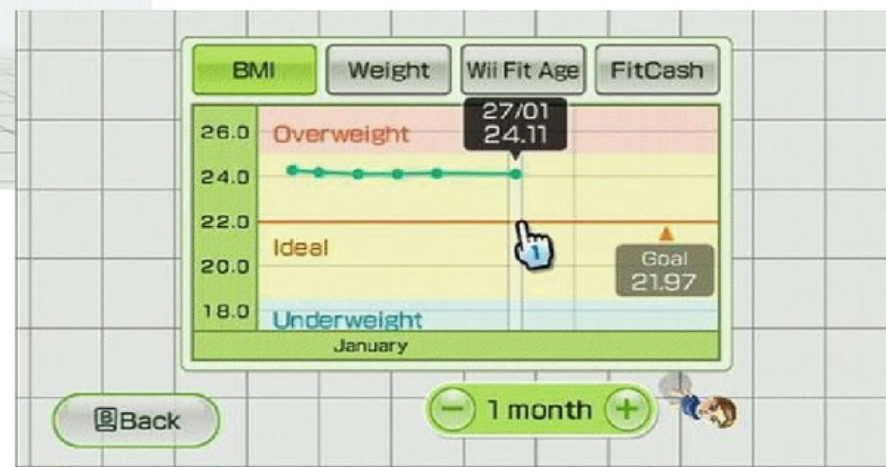 BMI
Weight
Wii Fit Age
FitCash
27/01
24.11
26.0
Overweight
24.0
22.0
Ideal
20.0
Goal
21.97
18.0
Underweight
January
1
B
Back
− 1 month +